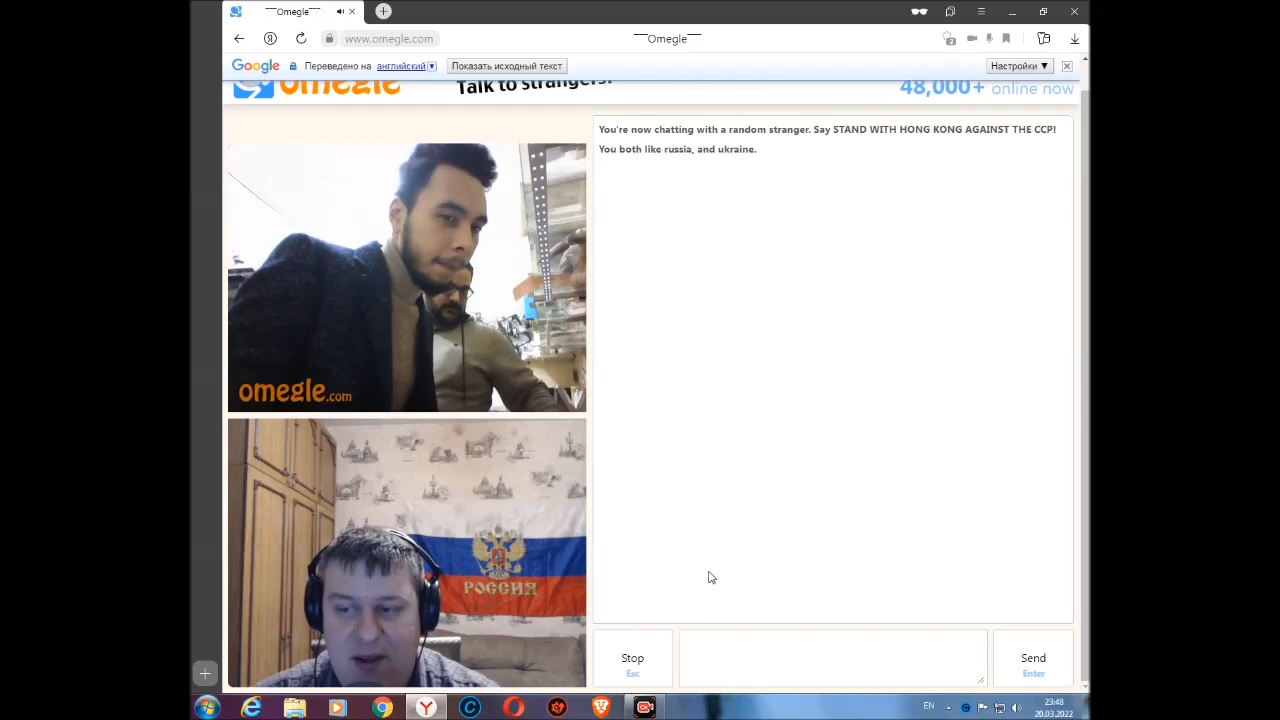 Omegle
www.omegle.com
Omegle
2
Google Переведено на английский Показать исходный текст Настройки ▼
omegle Talk to strangers! 48,000+ online now
You're now chatting with a random stranger. Say STAND WITH HONG KONG AGAINST THE CCP!
You both like russia, and ukraine.
omegle.com
РОССИЯ
Stop
Esc
Send
Enter
EN
23:48
20.03.2022